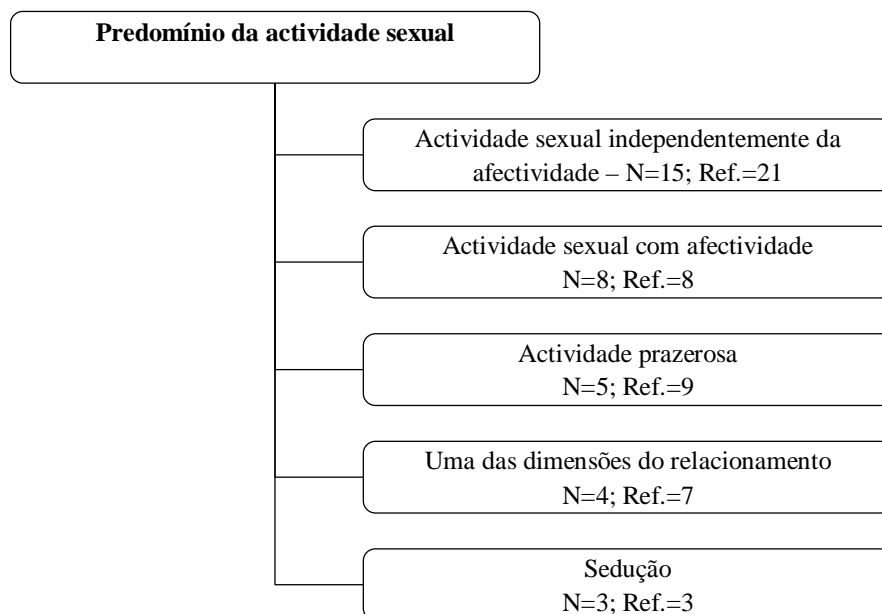 Predomínio da actividade sexual
Actividade sexual independentemente da
afectividade – N=15; Ref.=21
Actividade sexual com afectividade
N=8; Ref.=8
Actividade prazerosa
N=5; Ref.=9
Uma das dimensões do relacionamento
N=4; Ref.=7
Sedução
N=3; Ref.=3